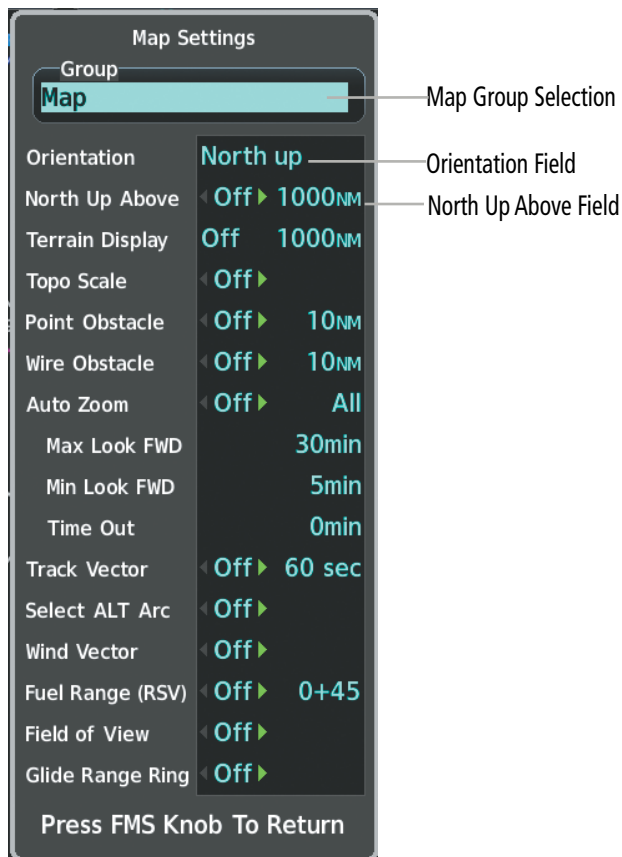 Map Settings
Group
Map
Map Group Selection
Orientation North up
Orientation Field
North Up Above Off 1000NM
North Up Above Field
Terrain Display Off 1000NM
Topo Scale Off
Point Obstacle Off 10NM
Wire Obstacle Off 10NM
Auto Zoom Off All
Max Look FWD 30min
Min Look FWD 5min
Time Out 0min
Track Vector Off 60 sec
Select ALT Arc Off
Wind Vector Off
Fuel Range (RSV) Off 0+45
Field of View Off
Glide Range Ring Off
Press FMS Knob To Return